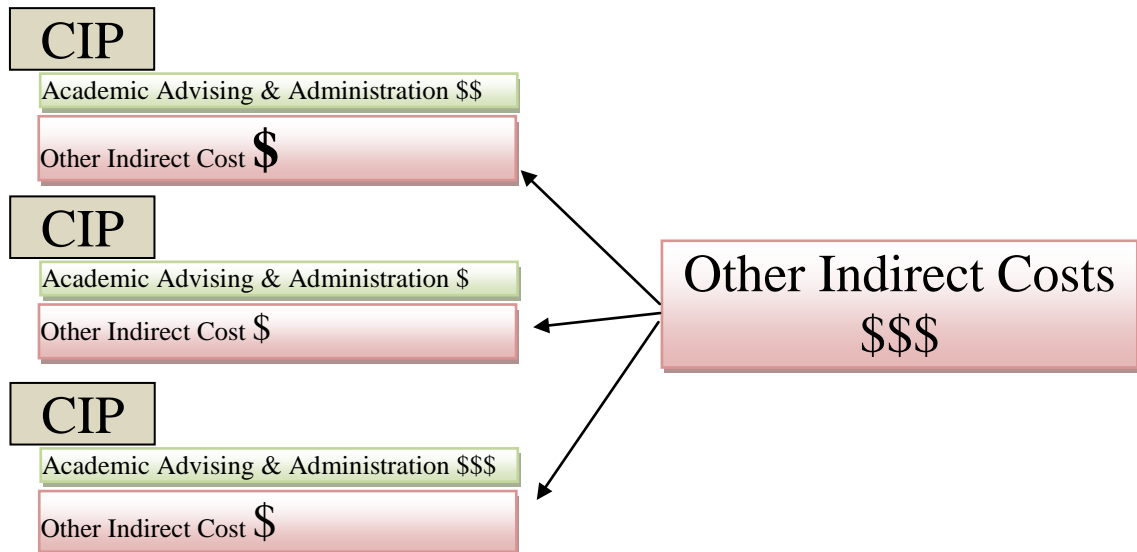 CIP
Academic Advising & Administration $$
Other Indirect Cost $
CIP
Academic Advising & Administration $
Other Indirect Cost $
CIP
Academic Advising & Administration $$$
Other Indirect Cost $
Other Indirect Costs
$$$